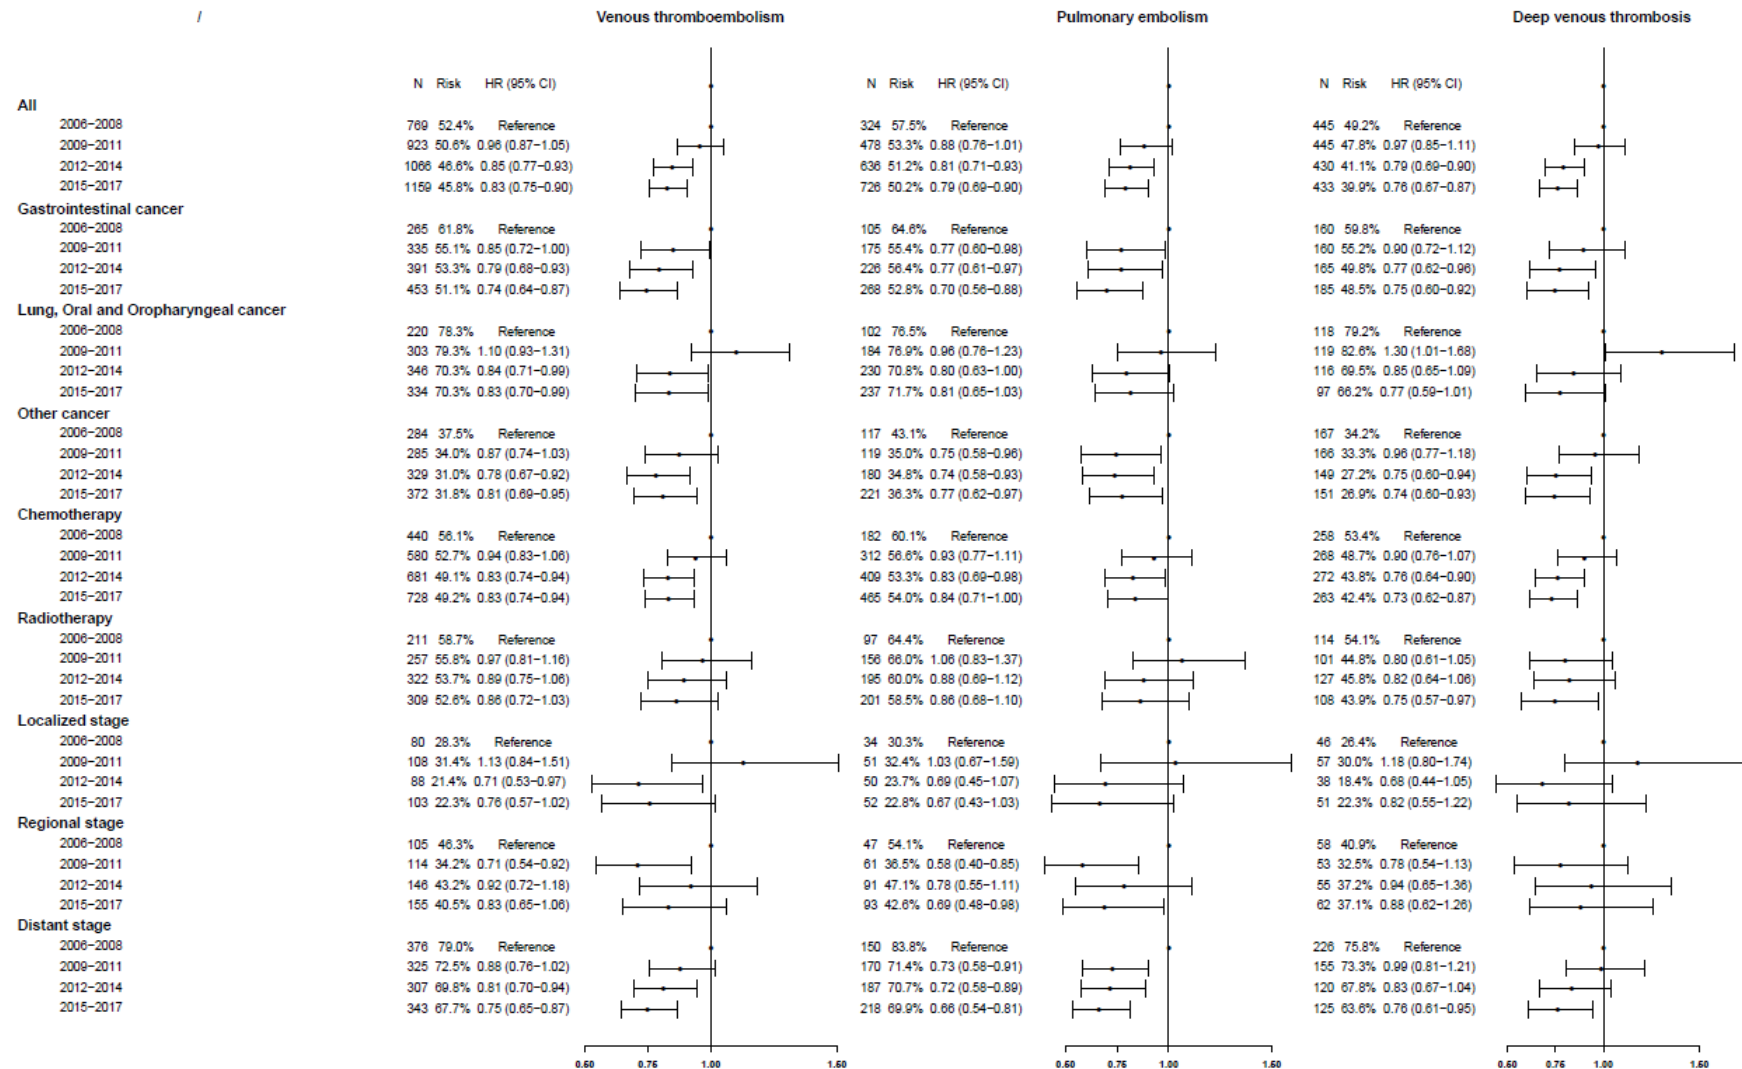 / Venous thromboembolism Pulmonary embolism Deep venous thrombosis
N Risk HR (95% CI) N Risk HR (95% CI) N Risk HR (95% CI)
All
2006−2008 769 52.4% Reference 324 57.5% Reference 445 49.2% Reference
2009−2011 923 50.6% 0.96 (0.87−1.05) 478 53.3% 0.88 (0.76−1.01) 445 47.8% 0.97 (0.85−1.11)
2012−2014 1066 46.6% 0.85 (0.77−0.93) 636 51.2% 0.81 (0.71−0.93) 430 41.1% 0.79 (0.69−0.90)
2015−2017 1159 45.8% 0.83 (0.75−0.90) 726 50.2% 0.79 (0.69−0.90) 433 39.9% 0.76 (0.67−0.87)
Gastrointestinal cancer
2006−2008 265 61.8% Reference 105 64.6% Reference 160 59.8% Reference
2009−2011 335 55.1% 0.85 (0.72−1.00) 175 55.4% 0.77 (0.60−0.98) 160 55.2% 0.90 (0.72−1.12)
2012−2014 391 53.3% 0.79 (0.68−0.93) 226 56.4% 0.77 (0.61−0.97) 165 49.8% 0.77 (0.62−0.96)
2015−2017 453 51.1% 0.74 (0.64−0.87) 268 52.8% 0.70 (0.56−0.88) 185 48.5% 0.75 (0.60−0.92)
Lung, Oral and Oropharyngeal cancer
2006−2008 220 78.3% Reference 102 76.5% Reference 118 79.2% Reference
2009−2011 303 79.3% 1.10 (0.93−1.31) 184 76.9% 0.96 (0.76−1.23) 119 82.6% 1.30 (1.01−1.68)
2012−2014 346 70.3% 0.84 (0.71−0.99) 230 70.8% 0.80 (0.63−1.00) 116 69.5% 0.85 (0.65−1.09)
2015−2017 334 70.3% 0.83 (0.70−0.99) 237 71.7% 0.81 (0.65−1.03) 97 66.2% 0.77 (0.59−1.01)
Other cancer
2006−2008 284 37.5% Reference 117 43.1% Reference 167 34.2% Reference
2009−2011 285 34.0% 0.87 (0.74−1.03) 119 35.0% 0.75 (0.58−0.96) 166 33.3% 0.96 (0.77−1.18)
2012−2014 329 31.0% 0.78 (0.67−0.92) 180 34.8% 0.74 (0.58−0.93) 149 27.2% 0.75 (0.60−0.94)
2015−2017 372 31.8% 0.81 (0.69−0.95) 221 36.3% 0.77 (0.62−0.97) 151 26.9% 0.74 (0.60−0.93)
Chemotherapy
2006−2008 440 56.1% Reference 182 60.1% Reference 258 53.4% Reference
2009−2011 580 52.7% 0.94 (0.83−1.06) 312 56.6% 0.93 (0.77−1.11) 268 48.7% 0.90 (0.76−1.07)
2012−2014 681 49.1% 0.83 (0.74−0.94) 409 53.3% 0.83 (0.69−0.98) 272 43.8% 0.76 (0.64−0.90)
2015−2017 728 49.2% 0.83 (0.74−0.94) 465 54.0% 0.84 (0.71−1.00) 263 42.4% 0.73 (0.62−0.87)
Radiotherapy
2006−2008 211 58.7% Reference 97 64.4% Reference 114 54.1% Reference
2009−2011 257 55.8% 0.97 (0.81−1.16) 156 66.0% 1.06 (0.83−1.37) 101 44.8% 0.80 (0.61−1.05)
2012−2014 322 53.7% 0.89 (0.75−1.06) 195 60.0% 0.88 (0.69−1.12) 127 45.8% 0.82 (0.64−1.06)
2015−2017 309 52.6% 0.86 (0.72−1.03) 201 58.5% 0.86 (0.68−1.10) 108 43.9% 0.75 (0.57−0.97)
Localized stage
2006−2008 80 28.3% Reference 34 30.3% Reference 46 26.4% Reference
2009−2011 108 31.4% 1.13 (0.84−1.51) 51 32.4% 1.03 (0.67−1.59) 57 30.0% 1.18 (0.80−1.74)
2012−2014 88 21.4% 0.71 (0.53−0.97) 50 23.7% 0.69 (0.45−1.07) 38 18.4% 0.68 (0.44−1.05)
2015−2017 103 22.3% 0.76 (0.57−1.02) 52 22.8% 0.67 (0.43−1.03) 51 22.3% 0.82 (0.55−1.22)
Regional stage
2006−2008 105 46.3% Reference 47 54.1% Reference 58 40.9% Reference
2009−2011 114 34.2% 0.71 (0.54−0.92) 61 36.5% 0.58 (0.40−0.85) 53 32.5% 0.78 (0.54−1.13)
2012−2014 146 43.2% 0.92 (0.72−1.18) 91 47.1% 0.78 (0.55−1.11) 55 37.2% 0.94 (0.65−1.36)
2015−2017 155 40.5% 0.83 (0.65−1.06) 93 42.6% 0.69 (0.48−0.98) 62 37.1% 0.88 (0.62−1.26)
Distant stage
2006−2008 376 79.0% Reference 150 83.8% Reference 226 75.8% Reference
2009−2011 325 72.5% 0.88 (0.76−1.02) 170 71.4% 0.73 (0.58−0.91) 155 73.3% 0.99 (0.81−1.21)
2012−2014 307 69.8% 0.81 (0.70−0.94) 187 70.7% 0.72 (0.58−0.89) 120 67.8% 0.83 (0.67−1.04)
2015−2017 343 67.7% 0.75 (0.65−0.87) 218 69.9% 0.66 (0.54−0.81) 125 63.6% 0.76 (0.61−0.95)
0.50 0.75 1.00 1.50 0.50 0.75 1.00 1.50 0.50 0.75 1.00 1.50